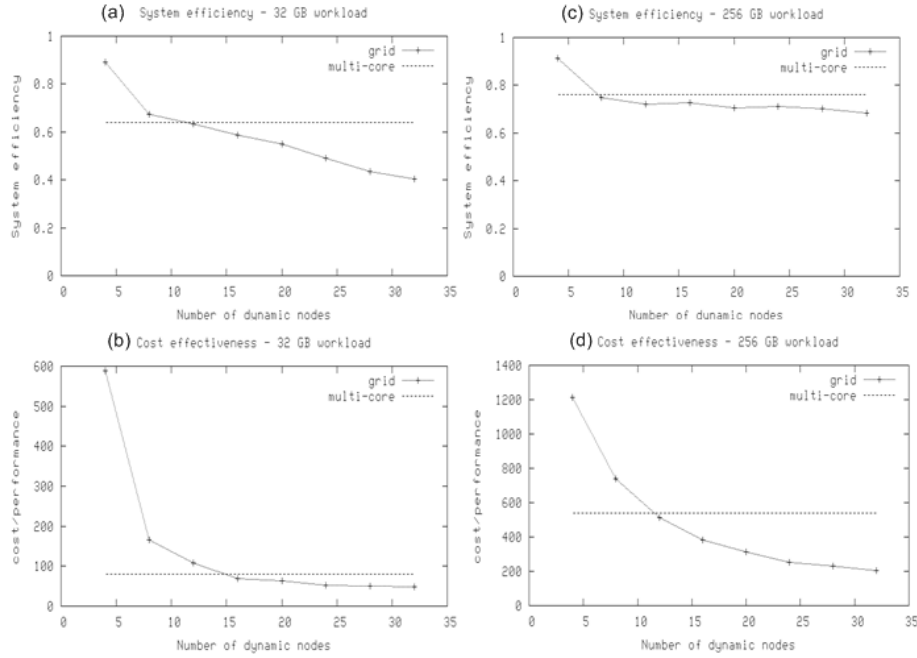 (a) System efficiency - 32 GB workload
grid
multi-core
System efficiency
1
0.8
0.6
0.4
0.2
0
0 5 10 15 20 25 30 35
Number of dynamic nodes
(c) System efficiency - 256 GB workload
grid
multi-core
System efficiency
1
0.8
0.6
0.4
0.2
0
0 5 10 15 20 25 30 35
Number of dynamic nodes
(b) Cost effectiveness - 32 GB workload
grid
multi-core
cost/performance
600
500
400
300
200
100
0
0 5 10 15 20 25 30 35
Number of dynamic nodes
(d) Cost effectiveness - 256 GB workload
grid
multi-core
cost/performance
1400
1200
1000
800
600
400
200
0
0 5 10 15 20 25 30 35
Number of dynamic nodes